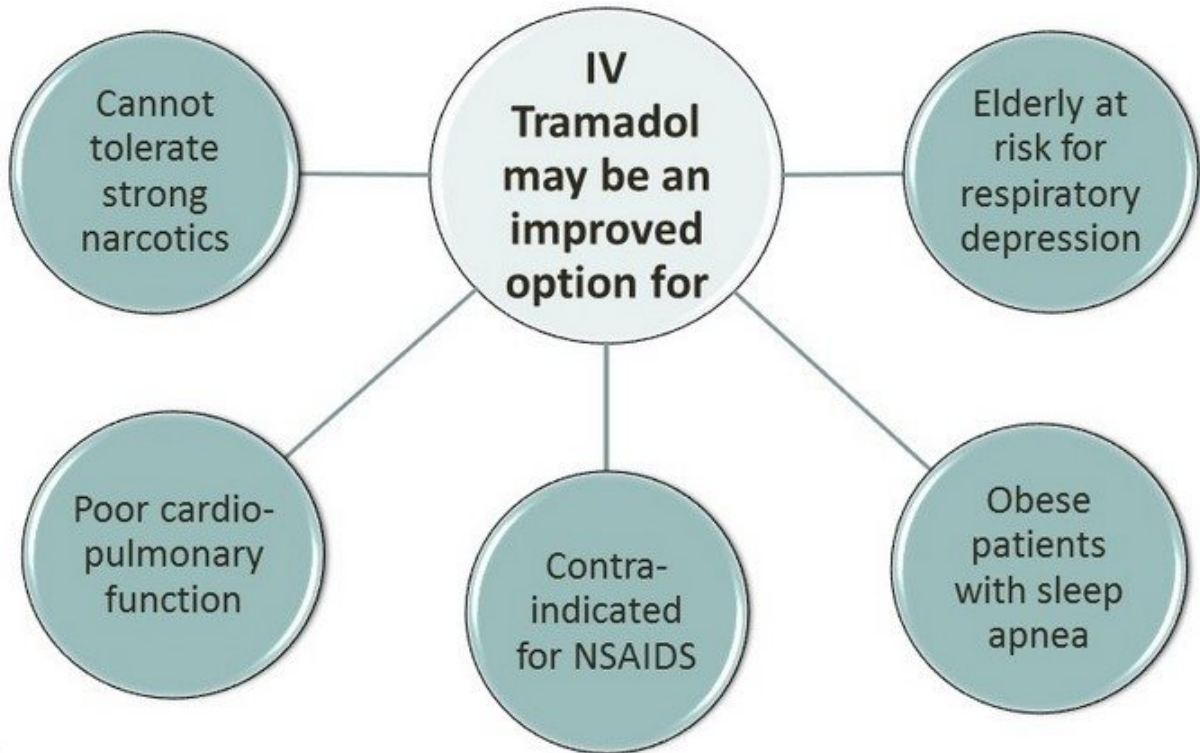 IV
Tramadol
may be an
improved
option for
Cannot
tolerate
strong
narcotics
Elderly at
risk for
respiratory
depression
Poor cardio-
pulmonary
function
Contra-
indicated
for NSAIDS
Obese
patients
with sleep
apnea